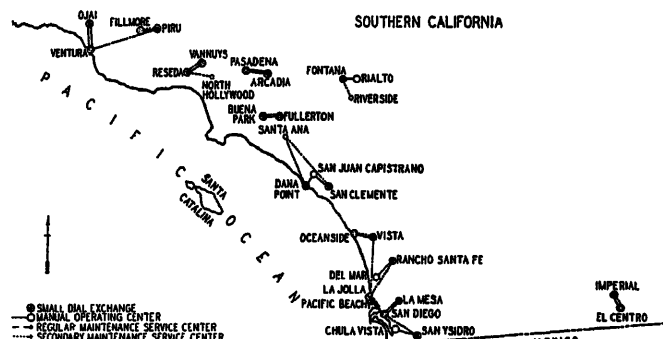 SOUTHERN CALIFORNIA
OJAI
FILLMORE
PIRU
VENTURA
VANNUYS
RESEDA
NORTH
HOLLYWOOD
PASADENA
ARCADIA
FONTANA
RIALTO
RIVERSIDE
BUENA
PARK
FULLERTON
SANTA ANA
PACIFIC OCEAN
SANTA
CATALINA
SAN JUAN CAPISTRANO
DANA
POINT
SAN CLEMENTE
OCEANSIDE
VISTA
RANCHO SANTA FE
DEL MAR
LA JOLLA
PACIFIC BEACH
LA MESA
SAN DIEGO
CHULA VISTA
SAN YSIDRO
IMPERIAL
EL CENTRO
SMALL DIAL EXCHANGE
MANUAL OPERATING CENTER
REGULAR MAINTENANCE SERVICE CENTER
SECONDARY MAINTENANCE SERVICE CENTER